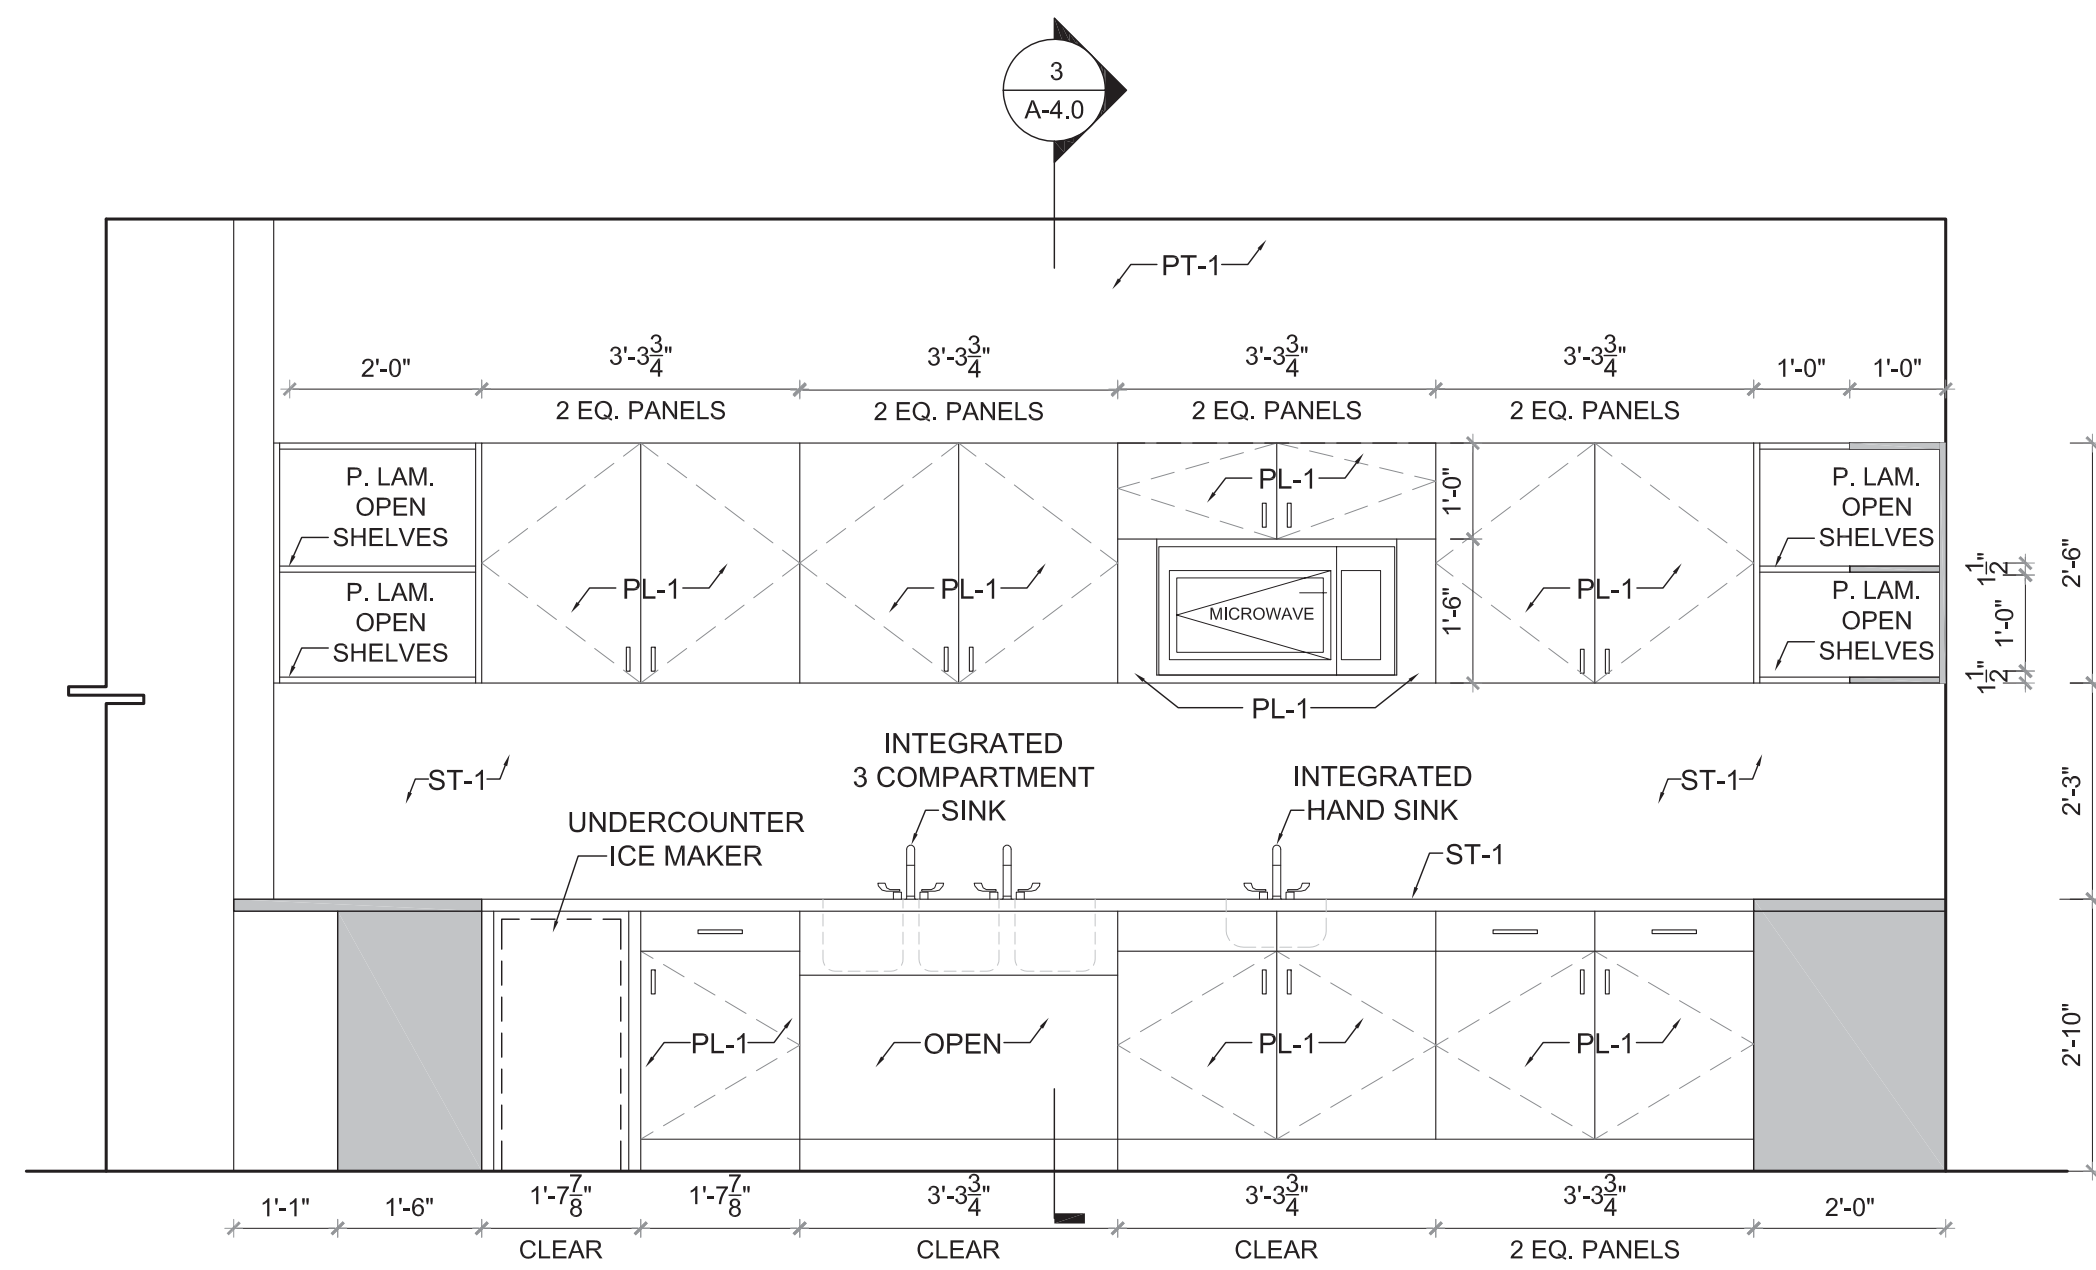 3
A-4.0
PT-1
2'-0" 3'-3 3/4" 3'-3 3/4" 3'-3 3/4" 3'-3 3/4" 1'-0" 1'-0"
2 EQ. PANELS 2 EQ. PANELS 2 EQ. PANELS 2 EQ. PANELS
P. LAM.
OPEN
SHELVES
P. LAM.
OPEN
SHELVES
PL-1
PL-1
PL-1
1'-0"
MICROWAVE
1'-6"
PL-1
PL-1
P. LAM.
OPEN
SHELVES
P. LAM.
OPEN
SHELVES
1 1/2"
1'-0"
1 1/2"
2'-6"
2'-3"
2'-10"
ST-1
UNDERCOUNTER
ICE MAKER
INTEGRATED
3 COMPARTMENT
SINK
INTEGRATED
HAND SINK
ST-1
ST-1
PL-1
OPEN
PL-1
PL-1
1'-1" 1'-6" 1'-7 7/8" 1'-7 7/8" 3'-3 3/4" 3'-3 3/4" 3'-3 3/4" 2'-0"
CLEAR CLEAR CLEAR 2 EQ. PANELS